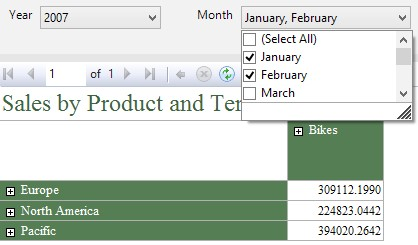 Year 2007 Month January, February
(Select All)
January
February
March
1 of 1
Sales by Product and Ter
Bikes
Europe 309112.1990
North America 224823.0442
Pacific 394020.2642